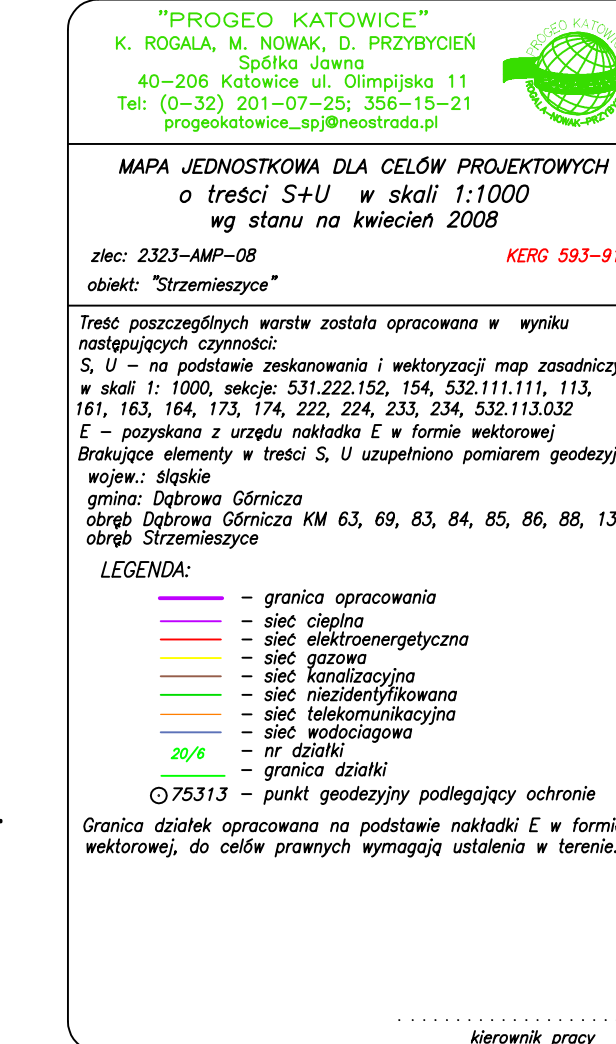 "PROGEO KATOWICE"
K. ROGALA, M. NOWAK, D. PRZYBYCIEŃ
Spółka Jawna
40-206 Katowice ul. Olimpijska 11
Tel: (0-32) 201-07-25; 356-15-21
progeokatowice_spj@neostrada.pl
PROGEO
ROGALA-NOWAK-
MAPA JEDNOSTKOWA DLA CELÓW PROJEKTOWYCH
o treści S+U w skali 1:1000
wg stanu na kwiecień 2008
zlec: 2323-AMP-08
KERG 593-91
obiekt: "Strzemieszyce"
Treść poszczególnych warstw została opracowana w wyniku
następujących czynności:
S, U - na podstawie zeskanowania i wektoryzacji map zasadniczy
w skali 1: 1000, sekcje: 531.222.152, 154, 532.111.111, 113,
161, 163, 164, 173, 174, 222, 224, 233, 234, 532.113.032
E - pozyskana z urzędu nakładka E w formie wektorowej
Brakujące elementy w treści S, U uzupełniono pomiarem geodezyj
wojew.: śląskie
gmina: Dąbrowa Górnicza
obręb Dąbrowa Górnicza KM 63, 69, 83, 84, 85, 86, 88, 13
obręb Strzemieszyce
LEGENDA:
- granica opracowania
- sieć cieplna
- sieć elektroenergetyczna
- sieć gazowa
- sieć kanalizacyjna
- sieć niezidentyfikowana
- sieć telekomunikacyjna
- sieć wodociagowa
20/6 - nr działki
- granica działki
75313 - punkt geodezyjny podlegający ochronie
Granica działek opracowana na podstawie nakładki E w formie
wektorowej, do celów prawnych wymagają ustalenia w terenie.
kierownik pracy